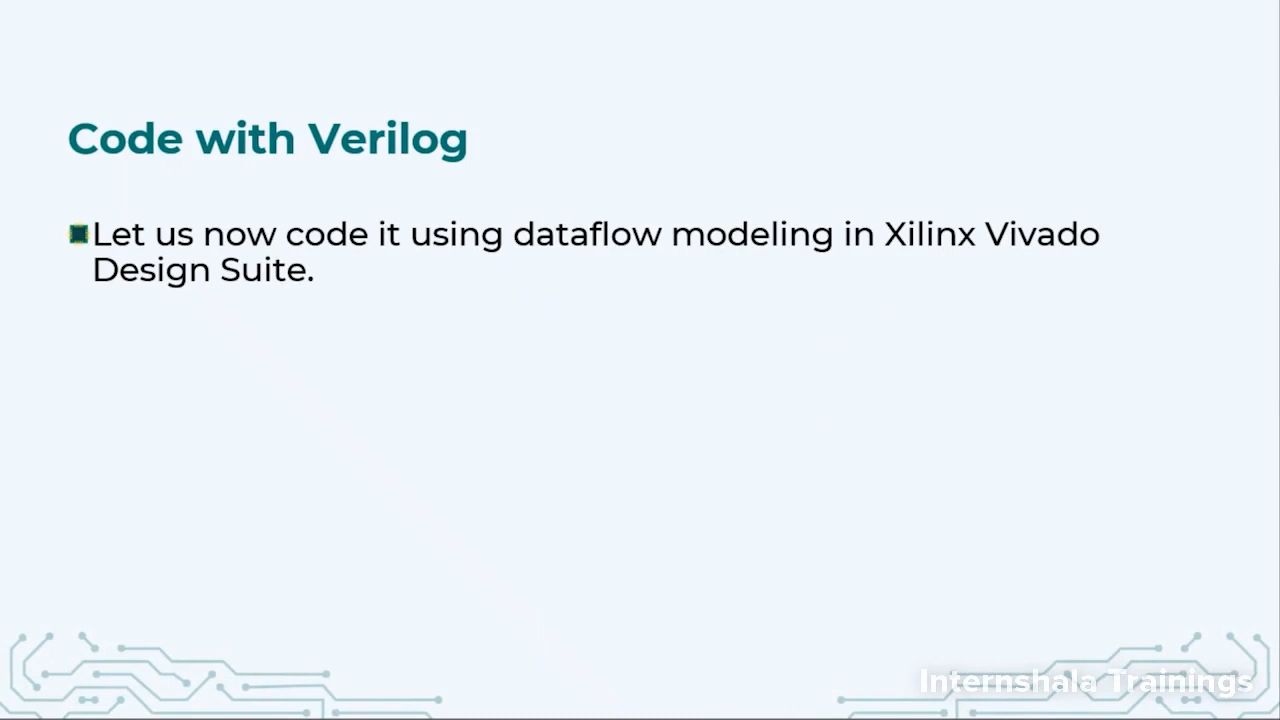 Code with Verilog
Let us now code it using dataflow modeling in Xilinx Vivado
Design Suite.
Internshala Trainings